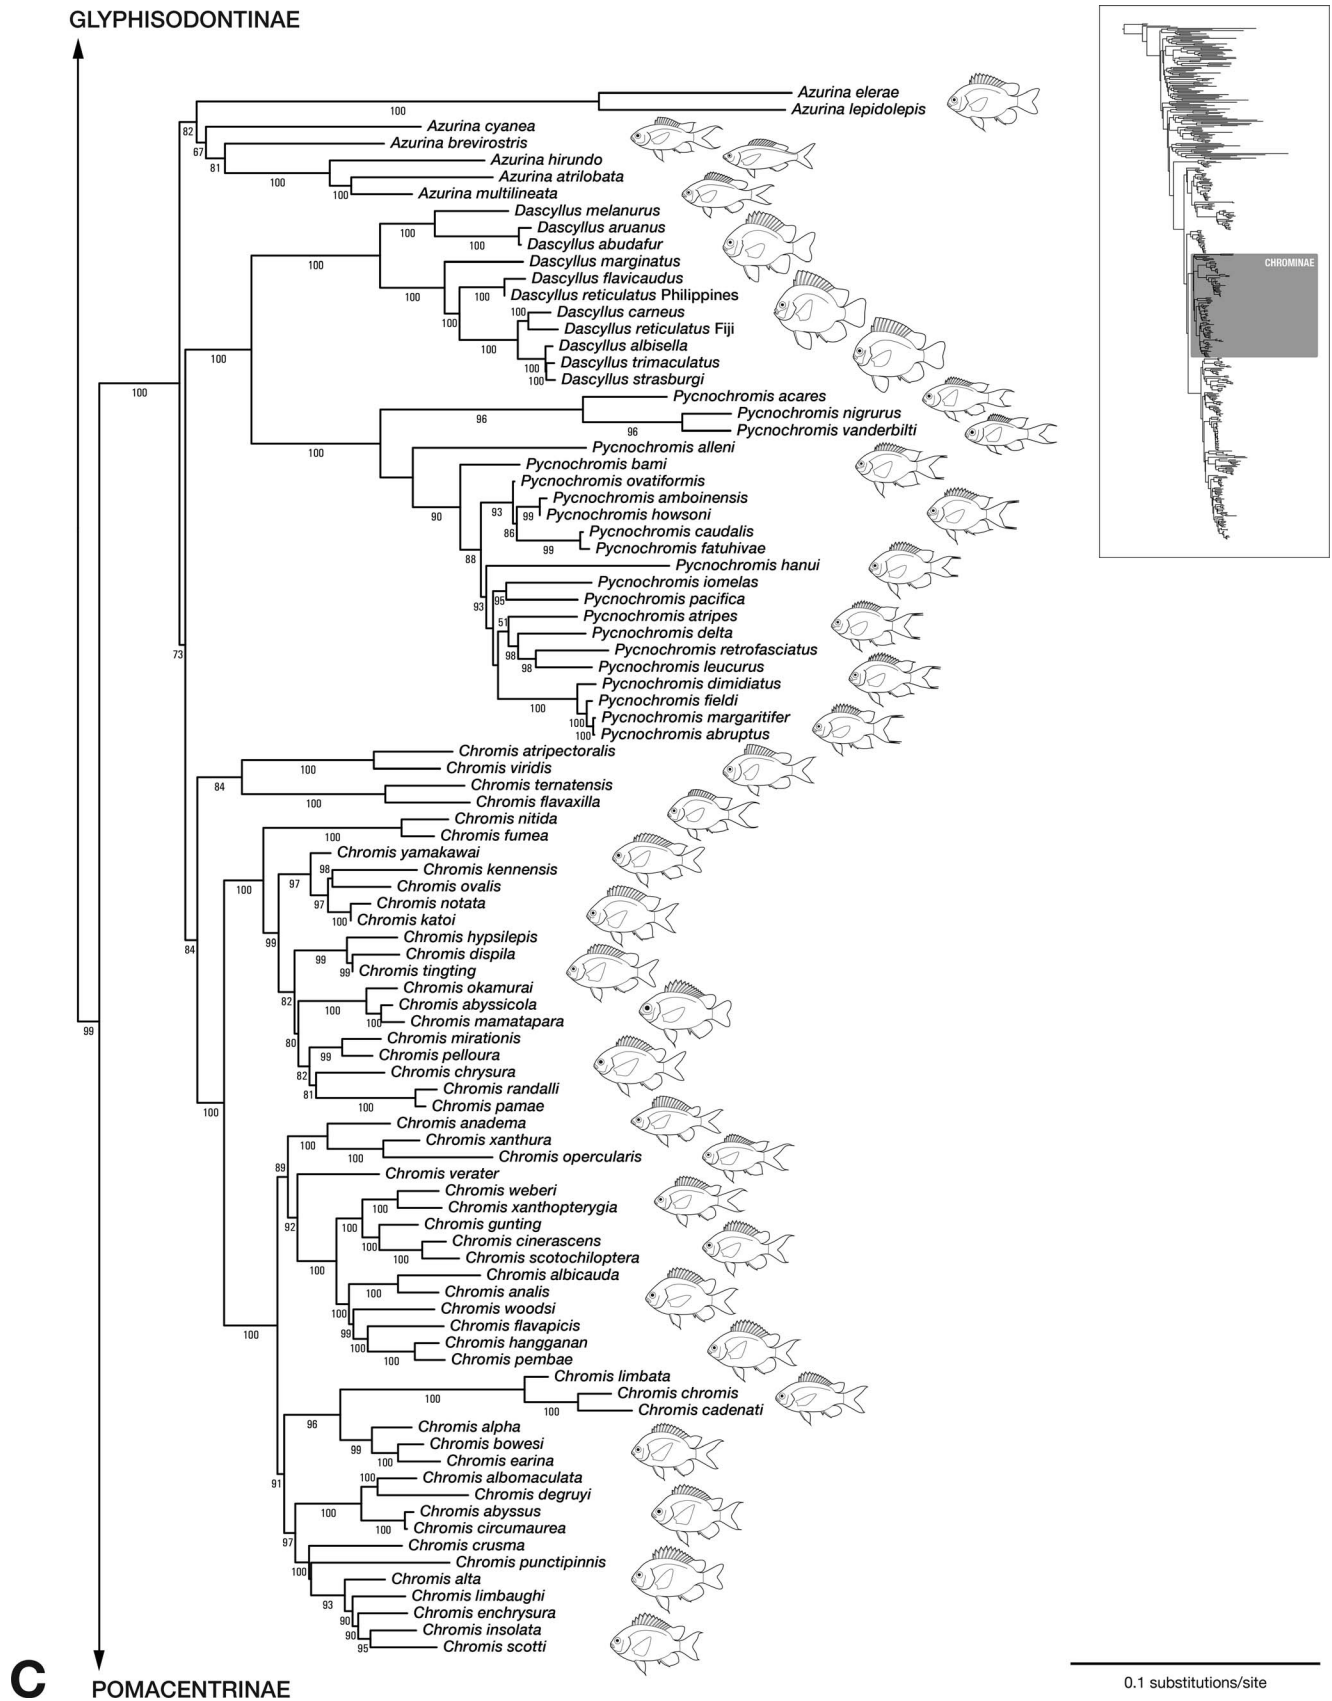 GLYPHISODONTINAE
CHROMINAE
Azurina elerae
100
Azurina lepidolepis
82
Azurina cyanea
67
Azurina brevirostris
81
Azurina hirundo
100
Azurina atrilobata
100
Azurina multilineata
Dascyllus melanurus
100
Dascyllus aruanus
100
Dascyllus abudafur
100
Dascyllus marginatus
100
Dascyllus flavicaudus
100
Dascyllus reticulatus Philippines
100
Dascyllus carneus
100
Dascyllus reticulatus Fiji
100
Dascyllus albisella
100
Dascyllus trimaculatus
100
Dascyllus strasburgi
100
100
Pycnochromis acares
96
Pycnochromis nigrurus
96
Pycnochromis vanderbilti
100
Pycnochromis alleni
90
Pycnochromis bami
Pycnochromis ovatiformis
93
Pycnochromis amboinensis
99
Pycnochromis howsoni
86
Pycnochromis caudalis
99
Pycnochromis fatuhivae
88
Pycnochromis hanui
93
Pycnochromis iomelas
95
Pycnochromis pacifica
51
Pycnochromis atripes
Pycnochromis delta
98
Pycnochromis retrofasciatus
98
Pycnochromis leucurus
73
Pycnochromis dimidiatus
100
Pycnochromis fieldi
100
Pycnochromis margaritifer
100
Pycnochromis abruptus
Chromis atripectoralis
100
Chromis viridis
84
Chromis ternatensis
100
Chromis flavaxilla
Chromis nitida
100
Chromis fumea
Chromis yamakawai
98
Chromis kennensis
97
100
Chromis ovalis
97
Chromis notata
100
Chromis katoi
99
84
Chromis hypsilepis
99
Chromis dispila
99
Chromis tingting
82
Chromis okamurai
100
Chromis abyssicola
100
Chromis mamatapara
99
80
Chromis mirationis
99
Chromis pelloura
82
Chromis chrysura
81
Chromis randalli
100
Chromis pamae
100
Chromis anadema
100
Chromis xanthura
100
Chromis opercularis
89
Chromis verater
92
Chromis weberi
100
Chromis xanthopterygia
100
Chromis gunting
100
Chromis cinerascens
100
Chromis scotochiloptera
100
Chromis albicauda
100
Chromis analis
100
Chromis woodsi
99
Chromis flavapicis
100
Chromis hangganan
100
Chromis pembae
100
Chromis limbata
100
Chromis chromis
100
Chromis cadenati
96
Chromis alpha
99
Chromis bowesi
100
Chromis earina
91
100
Chromis albomaculata
Chromis degruyi
100
Chromis abyssus
100
Chromis circumaurea
97
Chromis crusma
100
Chromis punctipinnis
Chromis alta
93
Chromis limbaughi
90
Chromis enchrysura
90
Chromis insolata
95
Chromis scotti
C
POMACENTRINAE
0.1 substitutions/site